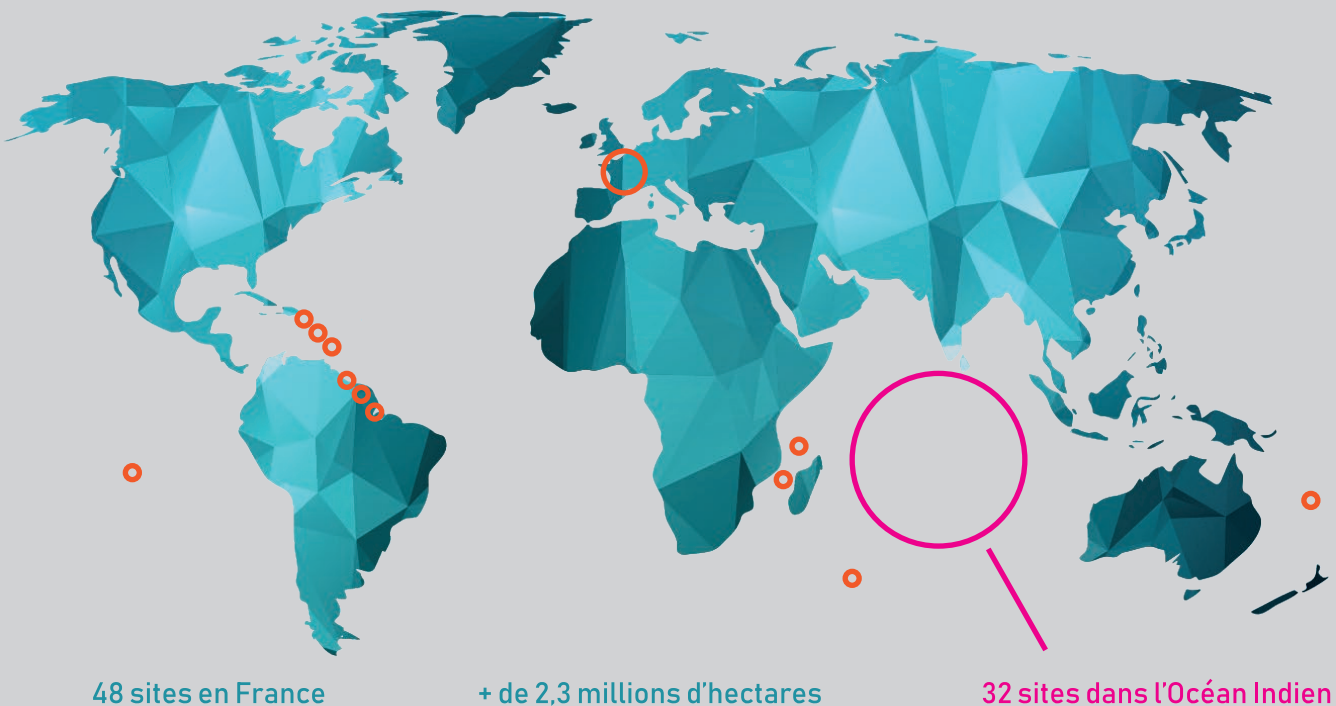 48 sites en France
+ de 2,3 millions d'hectares
32 sites dans l'Océan Indien